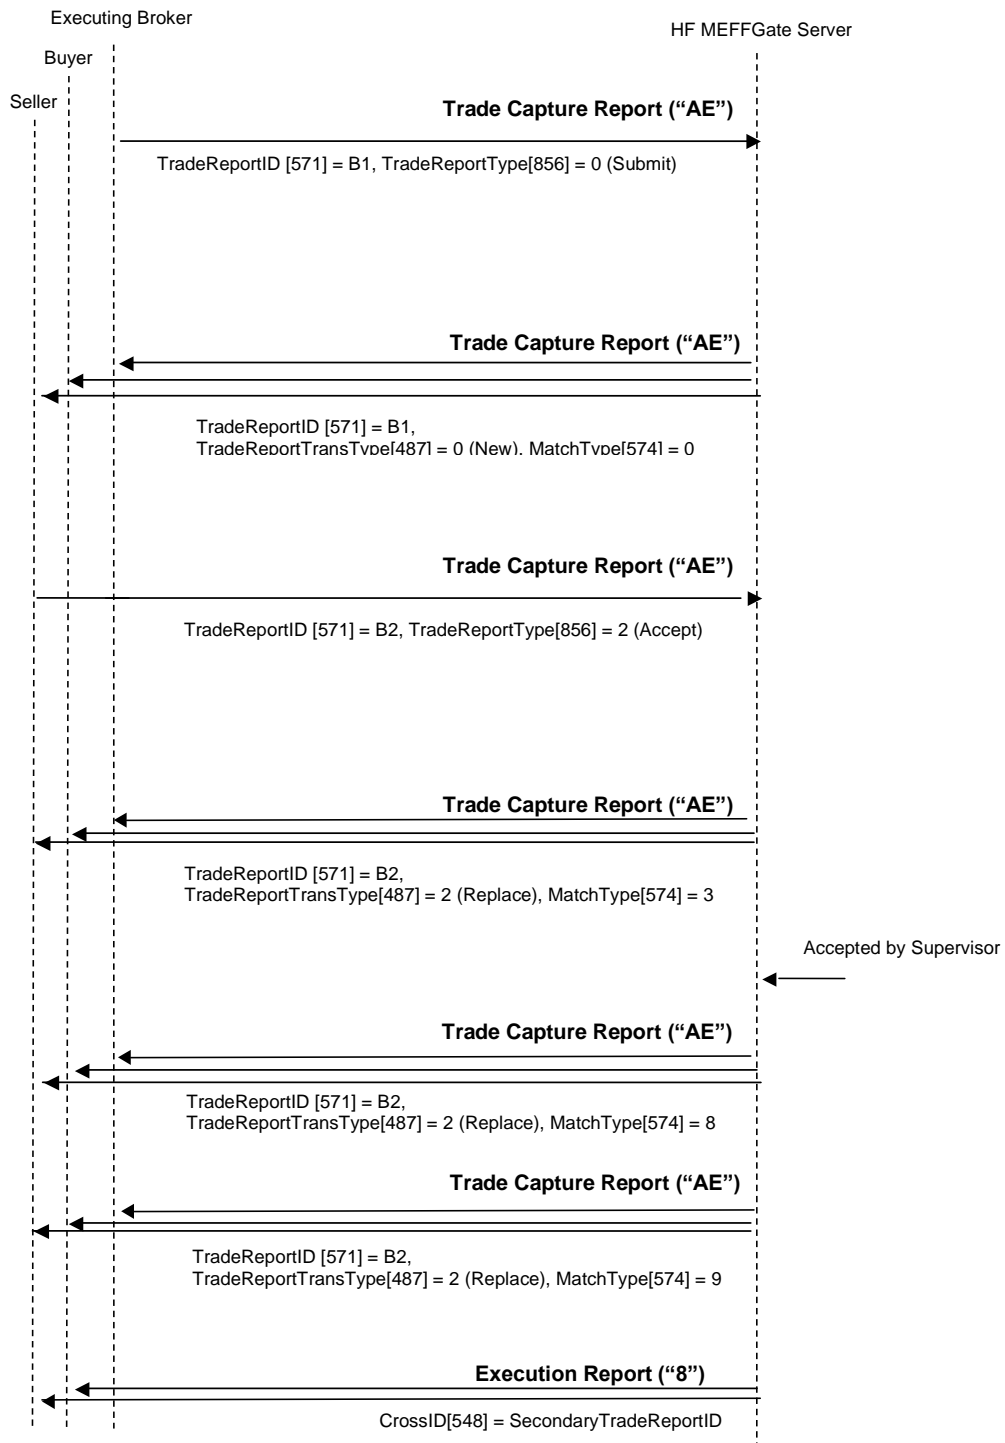 Executing Broker
HF MEFFGate Server
Buyer
Seller
Trade Capture Report (“AE”)
TradeReportID [571] = B1, TradeReportType[856] = 0 (Submit)
Trade Capture Report (“AE”)
TradeReportID [571] = B1,
TradeReportTransType[487] = 0 (New), MatchType[574] = 0
Trade Capture Report (“AE”)
TradeReportID [571] = B2, TradeReportType[856] = 2 (Accept)
Trade Capture Report (“AE”)
TradeReportID [571] = B2,
TradeReportTransType[487] = 2 (Replace), MatchType[574] = 3
Accepted by Supervisor
Trade Capture Report (“AE”)
TradeReportID [571] = B2,
TradeReportTransType[487] = 2 (Replace), MatchType[574] = 8
Trade Capture Report (“AE”)
TradeReportID [571] = B2,
TradeReportTransType[487] = 2 (Replace), MatchType[574] = 9
Execution Report (“8”)
CrossID[548] = SecondaryTradeReportID